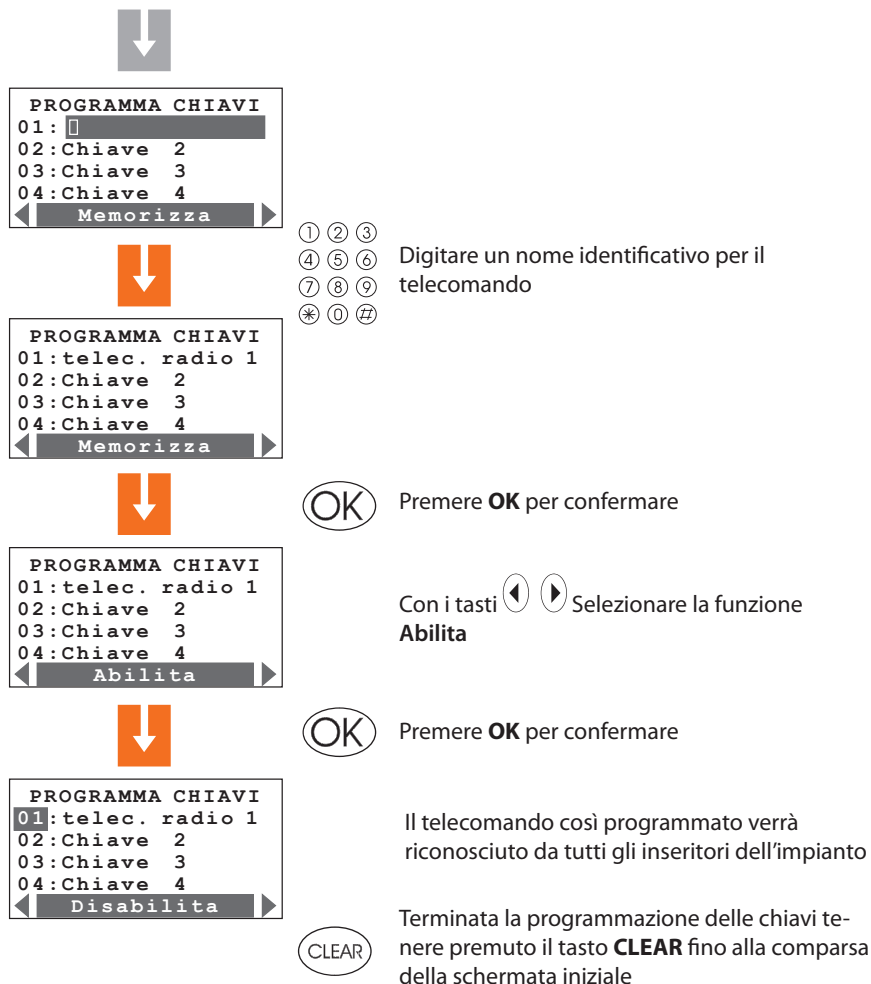 PROGRAMMA CHIAVI
01:
02:Chiave 2
03:Chiave 3
04:Chiave 4
Memorizza
1 2 3
4 5 6
7 8 9
* 0 #
Digitare un nome identificativo per il
telecomando
PROGRAMMA CHIAVI
01:telec. radio 1
02:Chiave 2
03:Chiave 3
04:Chiave 4
Memorizza
OK
Premere OK per confermare
PROGRAMMA CHIAVI
01:telec. radio 1
02:Chiave 2
03:Chiave 3
04:Chiave 4
Abilita
Con i tasti Selezionare la funzione
Abilita
OK
Premere OK per confermare
PROGRAMMA CHIAVI
01:telec. radio 1
02:Chiave 2
03:Chiave 3
04:Chiave 4
Disabilita
Il telecomando così programmato verrà
riconosciuto da tutti gli inseritori dell'impianto
CLEAR
Terminata la programmazione delle chiavi te-
nere premuto il tasto CLEAR fino alla comparsa
della schermata iniziale